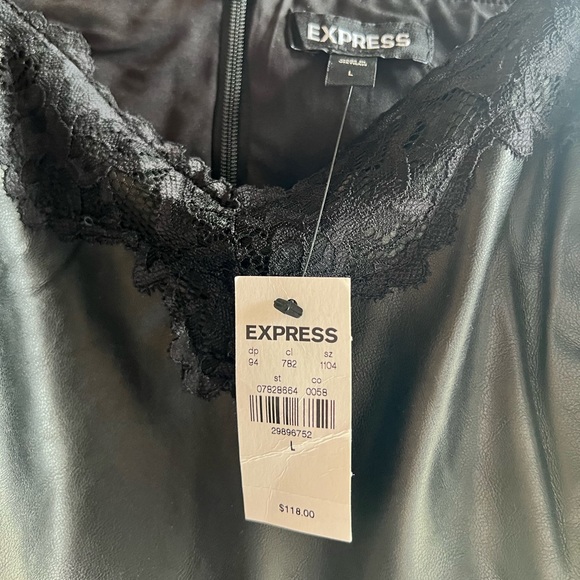 EXPRESS
L
EXPRESS
dp cl sz
94 782 1104
st co
07828664 0058
29896752
L
$118.00